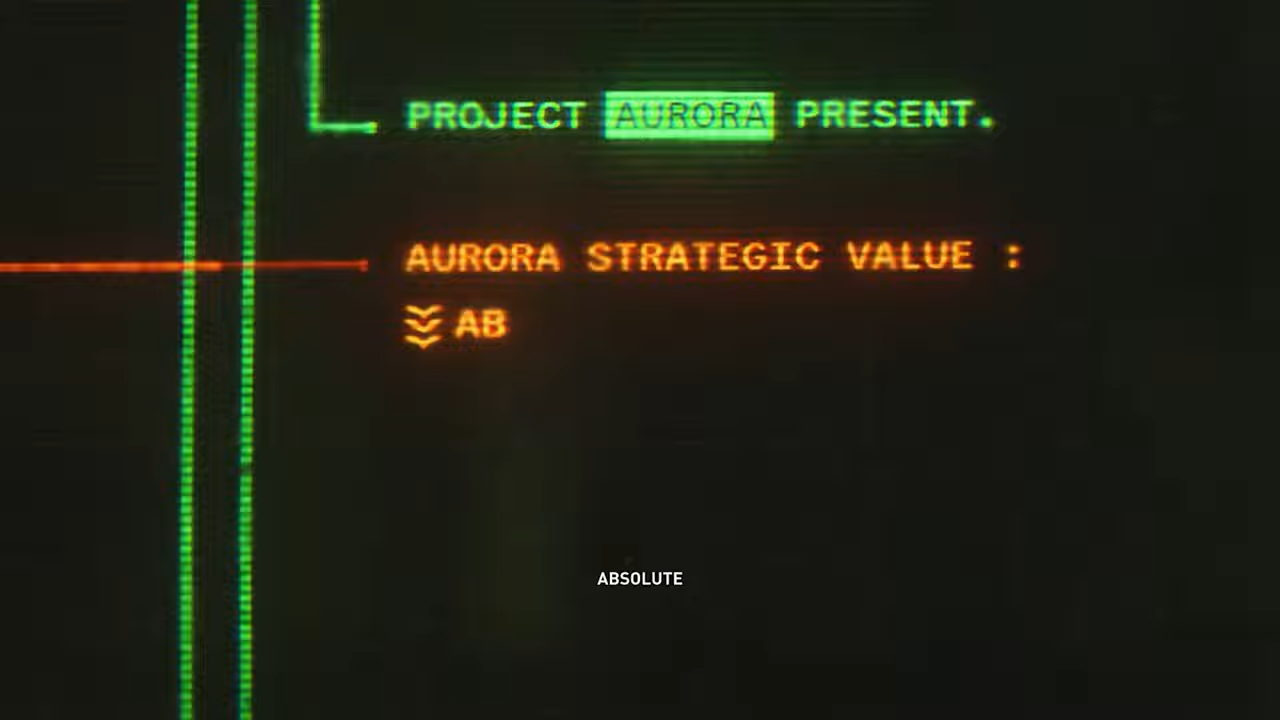 PROJECT AURORA PRESENT.
AURORA STRATEGIC VALUE :
AB
ABSOLUTE